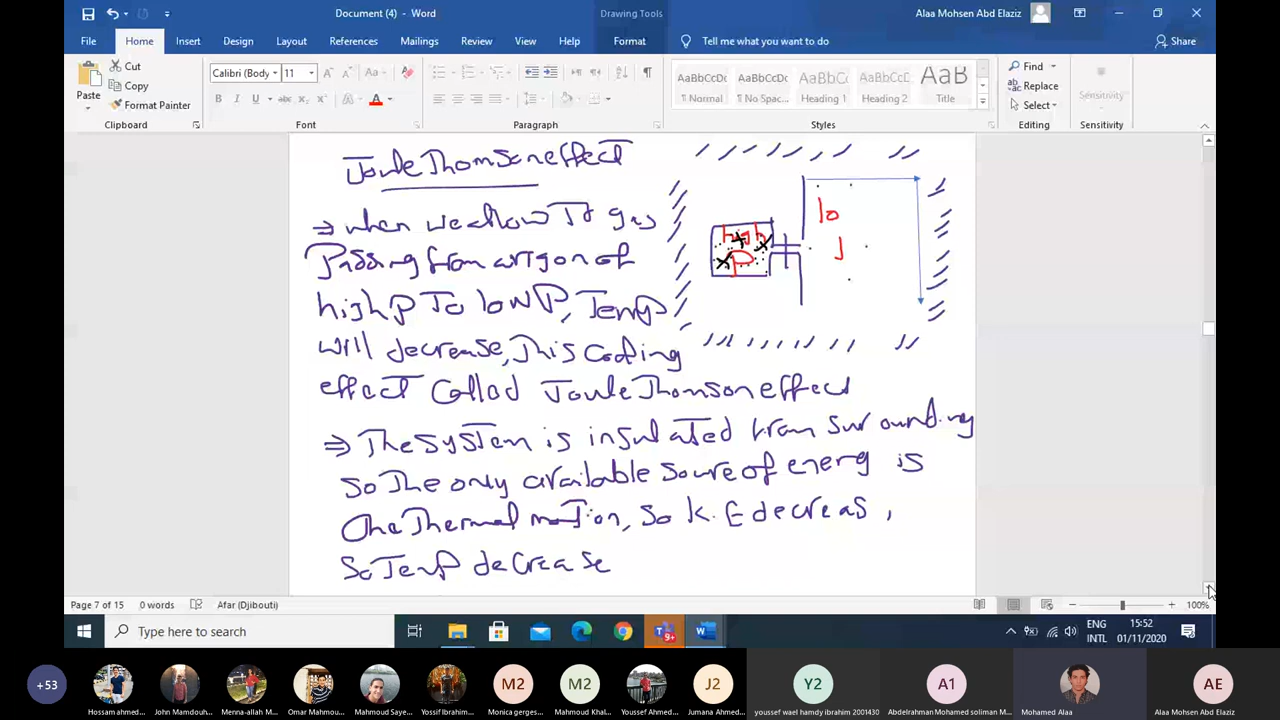 Document (4) - Word
Drawing Tools
Alaa Mohsen Abd Elaziz
File Home Insert Design Layout References Mailings Review View Help Format Tell me what you want to do Share
Paste
Cut
Copy
Format Painter
Calibri (Body) 11
AaBbCcDc AaBbCcDc AaBbCc AaBbCcD AaB
¶ Normal ¶ No Spac... Heading 1 Heading 2 Title
Find
Replace
Select
Sensitivity
Clipboard Font Paragraph Styles Editing Sensitivity
Joule Thomson effect
⇒ when we allow to gas
Passing from a rigon of
high p To low P, Temp
will decrease, This cooling
effect Called Joule Thomson effect
⇒ The system is insulated from surounding
so The only available source of energ is
the Thermal motion, so K.E decreas,
So Temp decrease
high
P
lo
Page 7 of 15 0 words Afar (Djibouti) 100%
Type here to search
9+
ENG
INTL
15:52
01/11/2020
+53 M2 M2 J2 Y2 A1 AE
Hossam ahmed... John Mamdouh... Menna-allah M... Omar Mahmou... Mahmoud Saye... Yossif Ibrahim... Monica gerges... Mahmoud Khal... Youssef Ahmed... Jumana Ahmed... youssef wael hamdy ibrahim 2001430 Abdelrahman Mohamed soliman M... Mohamed Alaa Alaa Mohsen Abd Elaziz